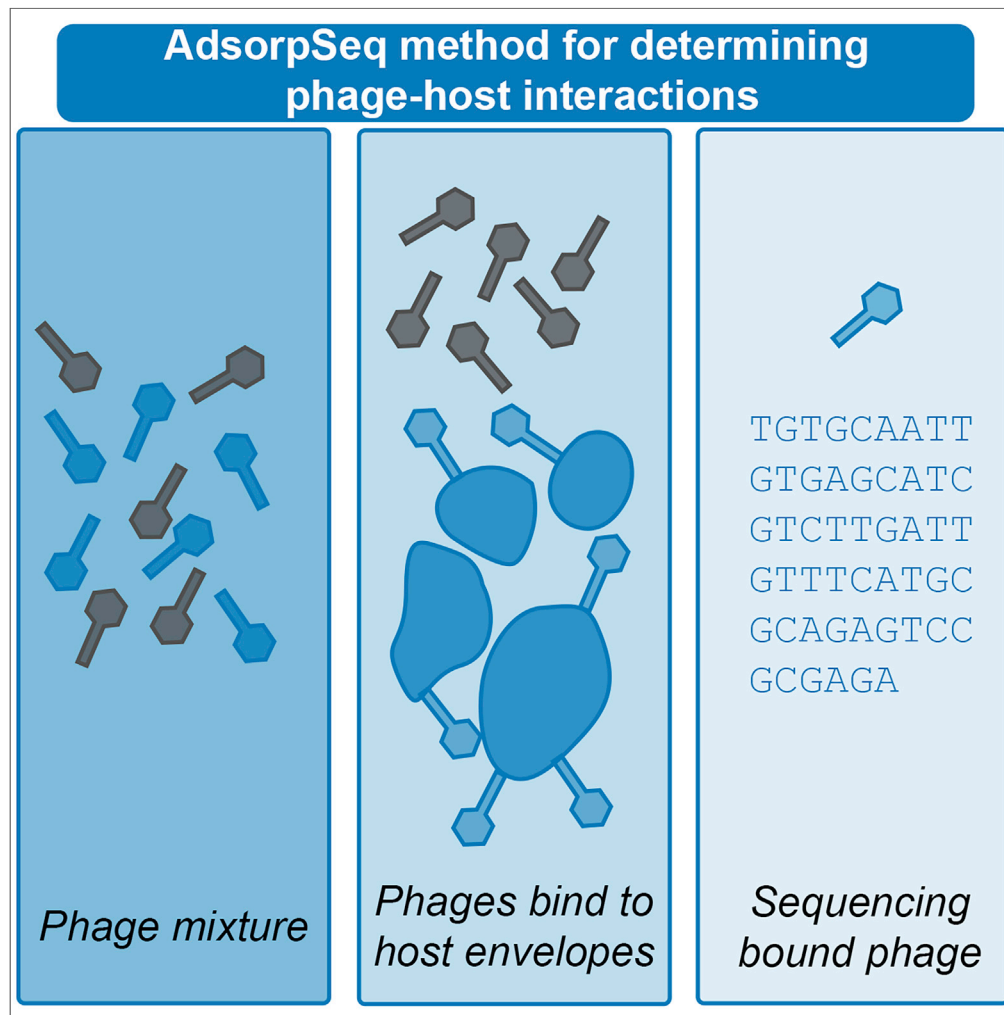 AdsorpSeq method for determining
phage-host interactions
Phage mixture
Phages bind to
host envelopes
TGTGCAATT
GTGAGCATC
GTCTTGATT
GTTTCATGC
GCAGAGTCC
GCGAGA
Sequencing
bound phage